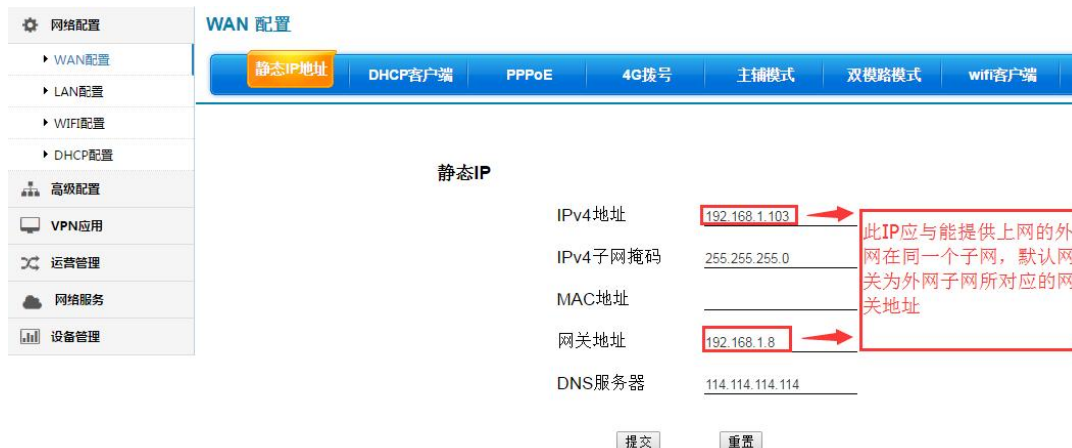 网络配置
WAN配置
LAN配置
WIFI配置
DHCP配置
高级配置
VPN应用
运营管理
网络服务
设备管理
WAN 配置
静态IP地址 DHCP客户端 PPPoE 4G拨号 主辅模式 双模路模式 wifi客户端
静态IP
IPv4地址 192.168.1.103
IPv4子网掩码 255.255.255.0
MAC地址
网关地址 192.168.1.8
DNS服务器 114.114.114.114
此IP应与能提供上网的外
网在同一个子网，默认网
关为外网子网所对应的网
关地址
提交 重置